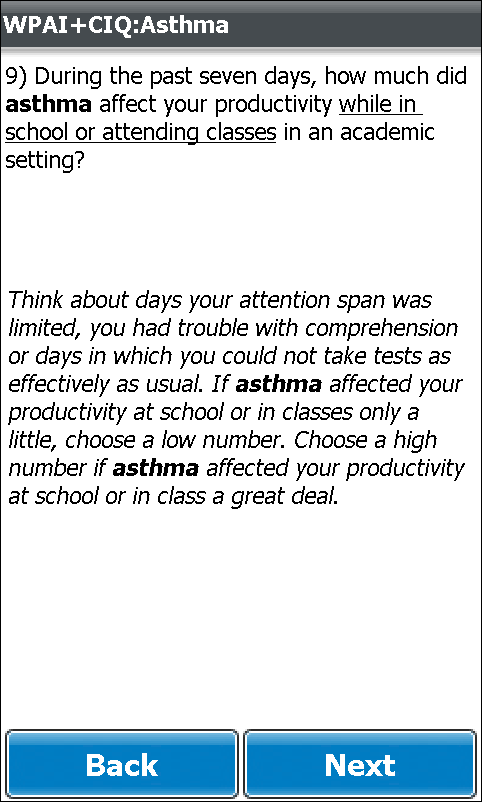 WPAI+CIQ:Asthma
9) During the past seven days, how much did
asthma affect your productivity while in
school or attending classes in an academic
setting?
Think about days your attention span was
limited, you had trouble with comprehension
or days in which you could not take tests as
effectively as usual. If asthma affected your
productivity at school or in classes only a
little, choose a low number. Choose a high
number if asthma affected your productivity
at school or in class a great deal.
Back Next